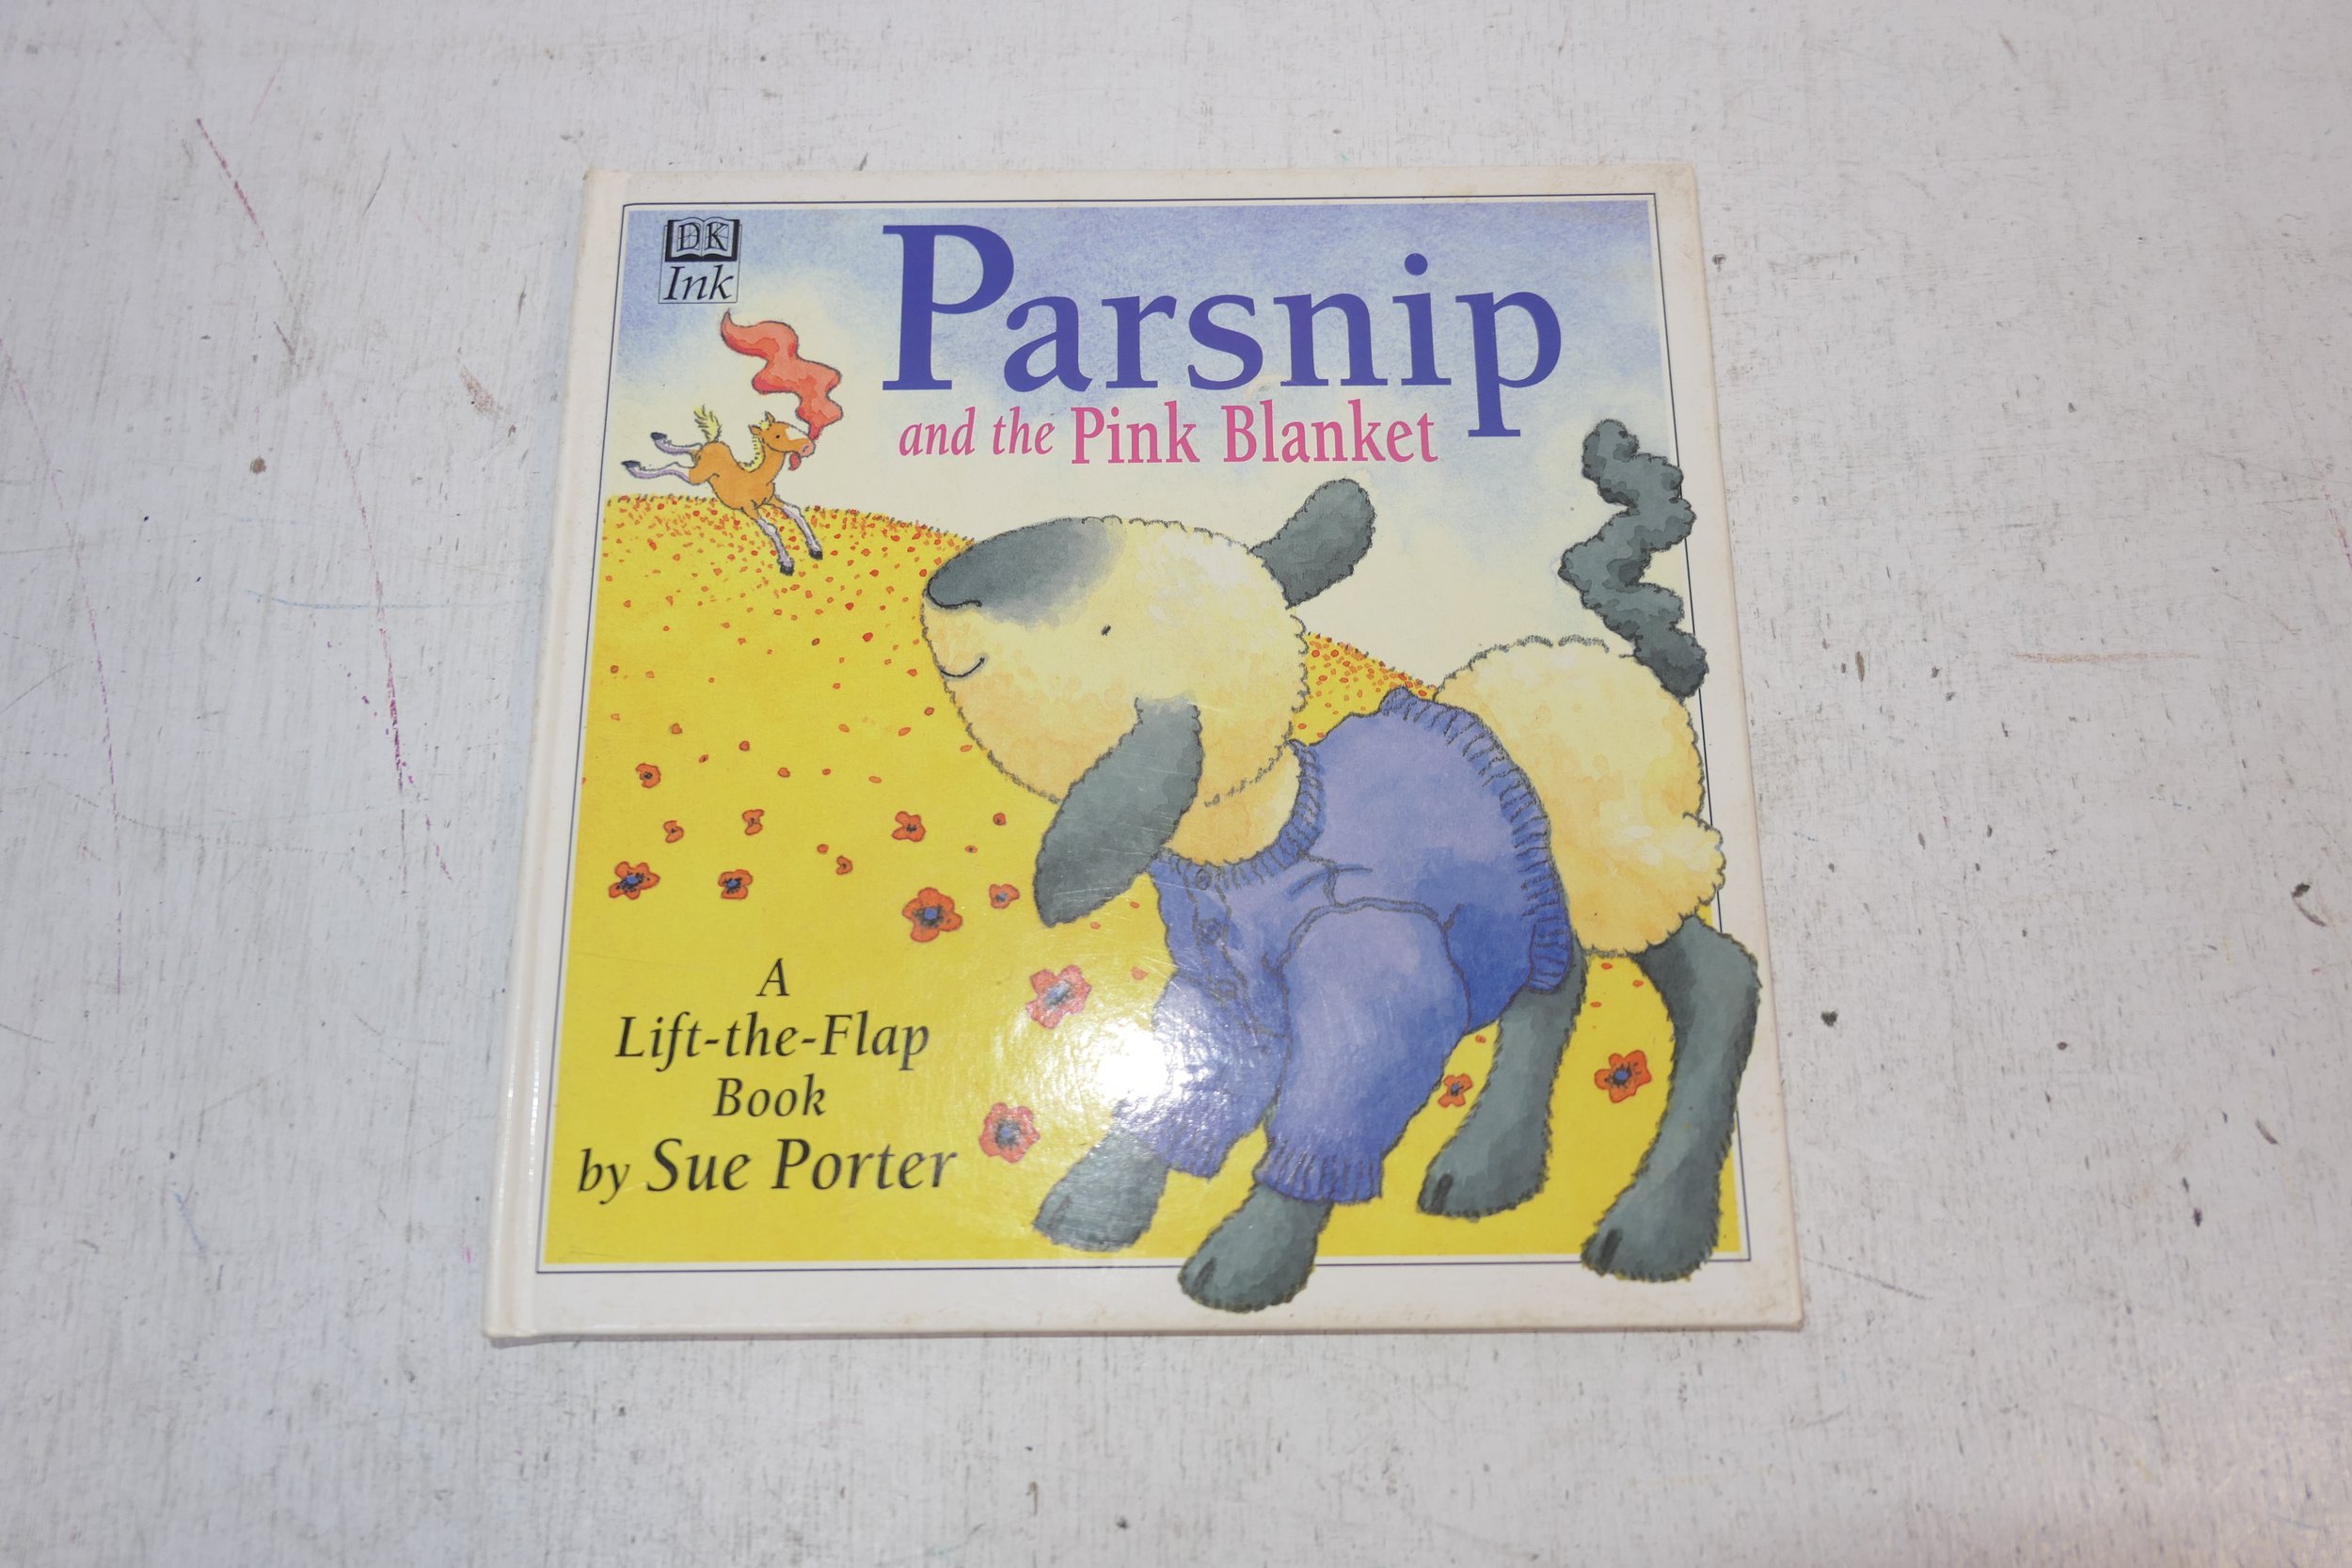 DK
Ink
Parsnip
and the Pink Blanket
A
Lift-the-Flap
Book
by Sue Porter